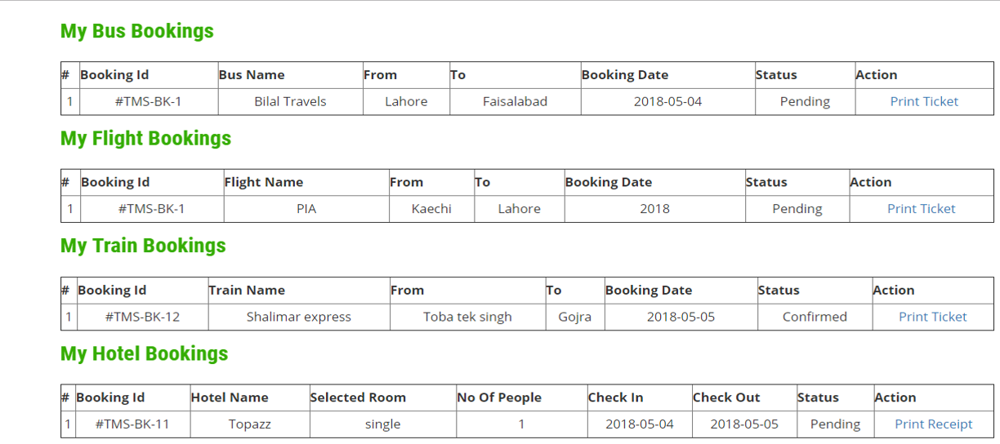 My Bus Bookings
# Booking Id Bus Name From To Booking Date Status Action
1 #TMS-BK-1 Bilal Travels Lahore Faisalabad 2018-05-04 Pending Print Ticket
My Flight Bookings
# Booking Id Flight Name From To Booking Date Status Action
1 #TMS-BK-1 PIA Kaechi Lahore 2018 Pending Print Ticket
My Train Bookings
# Booking Id Train Name From To Booking Date Status Action
1 #TMS-BK-12 Shalimar express Toba tek singh Gojra 2018-05-05 Confirmed Print Ticket
My Hotel Bookings
# Booking Id Hotel Name Selected Room No Of People Check In Check Out Status Action
1 #TMS-BK-11 Topazz single 1 2018-05-04 2018-05-05 Pending Print Receipt